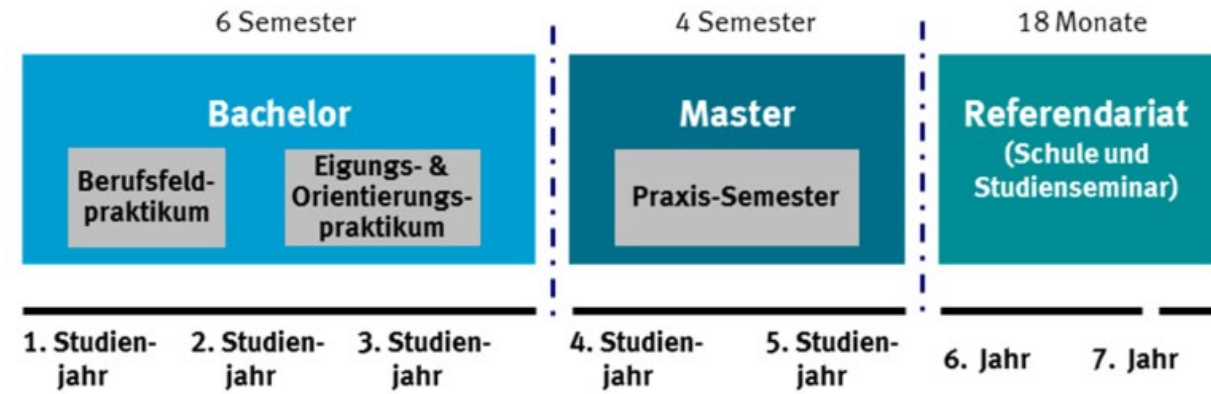 6 Semester
4 Semester
18 Monate
Bachelor
Berufsfeld-
praktikum
Eigungs- &
Orientierungs-
praktikum
Master
Praxis-Semester
Referendariat
(Schule und
Studienseminar)
1. Studien-
jahr
2. Studien-
jahr
3. Studien-
jahr
4. Studien-
jahr
5. Studien-
jahr
6. Jahr
7. Jahr